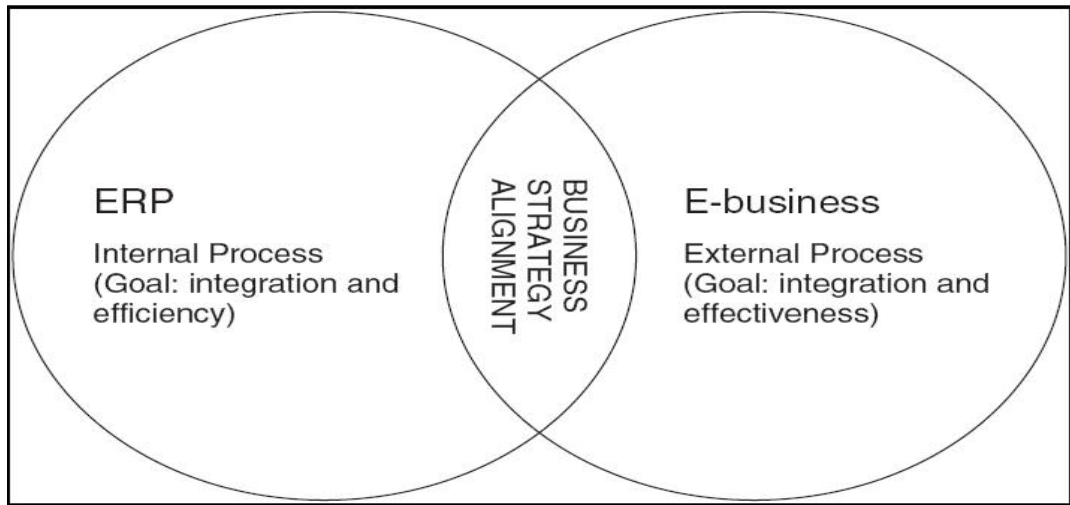 ERP
Internal Process
(Goal: integration and
efficiency)
BUSINESS
STRATEGY
ALIGNMENT
E-business
External Process
(Goal: integration and
effectiveness)